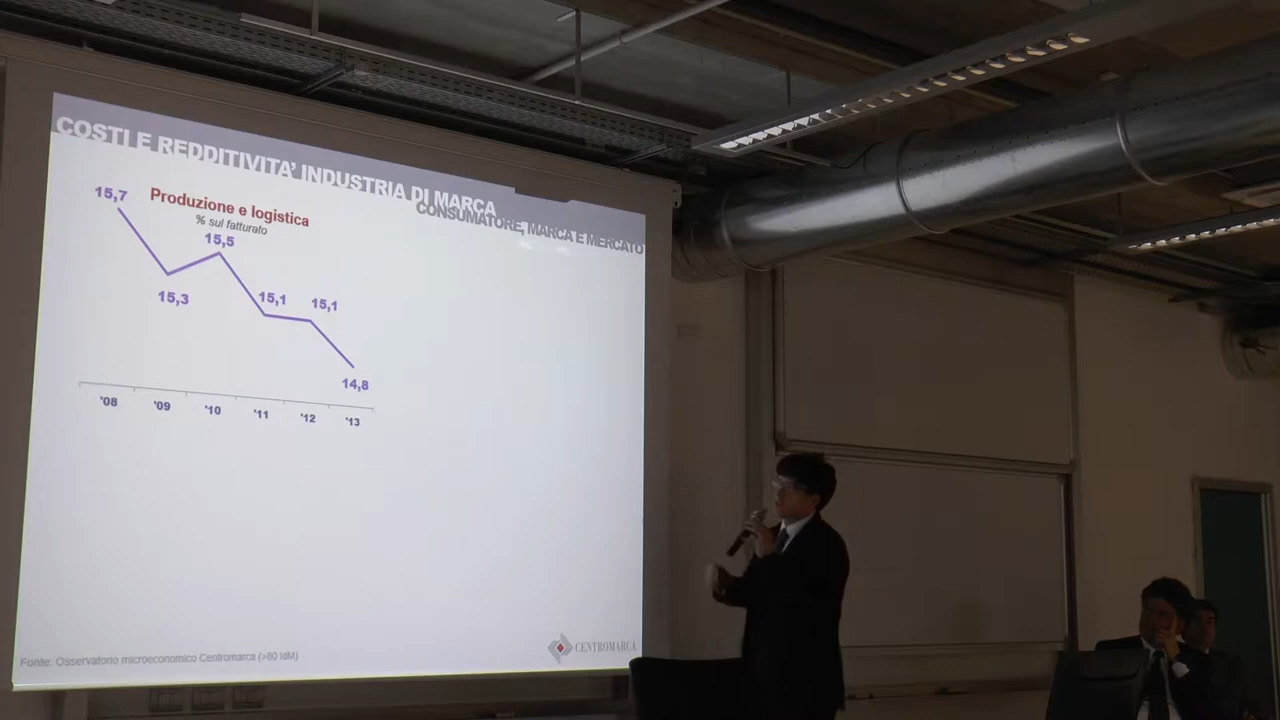 COSTI E REDDITIVITA' INDUSTRIA DI MARCA
CONSUMATORE, MARCA E MERCATO
Produzione e logistica
% sul fatturato
15,7
15,3
15,5
15,1
15,1
14,8
'08
'09
'10
'11
'12
'13
Fonte: Osservatorio microeconomico Centromarca (>80 IdM)
CENTROMARCA